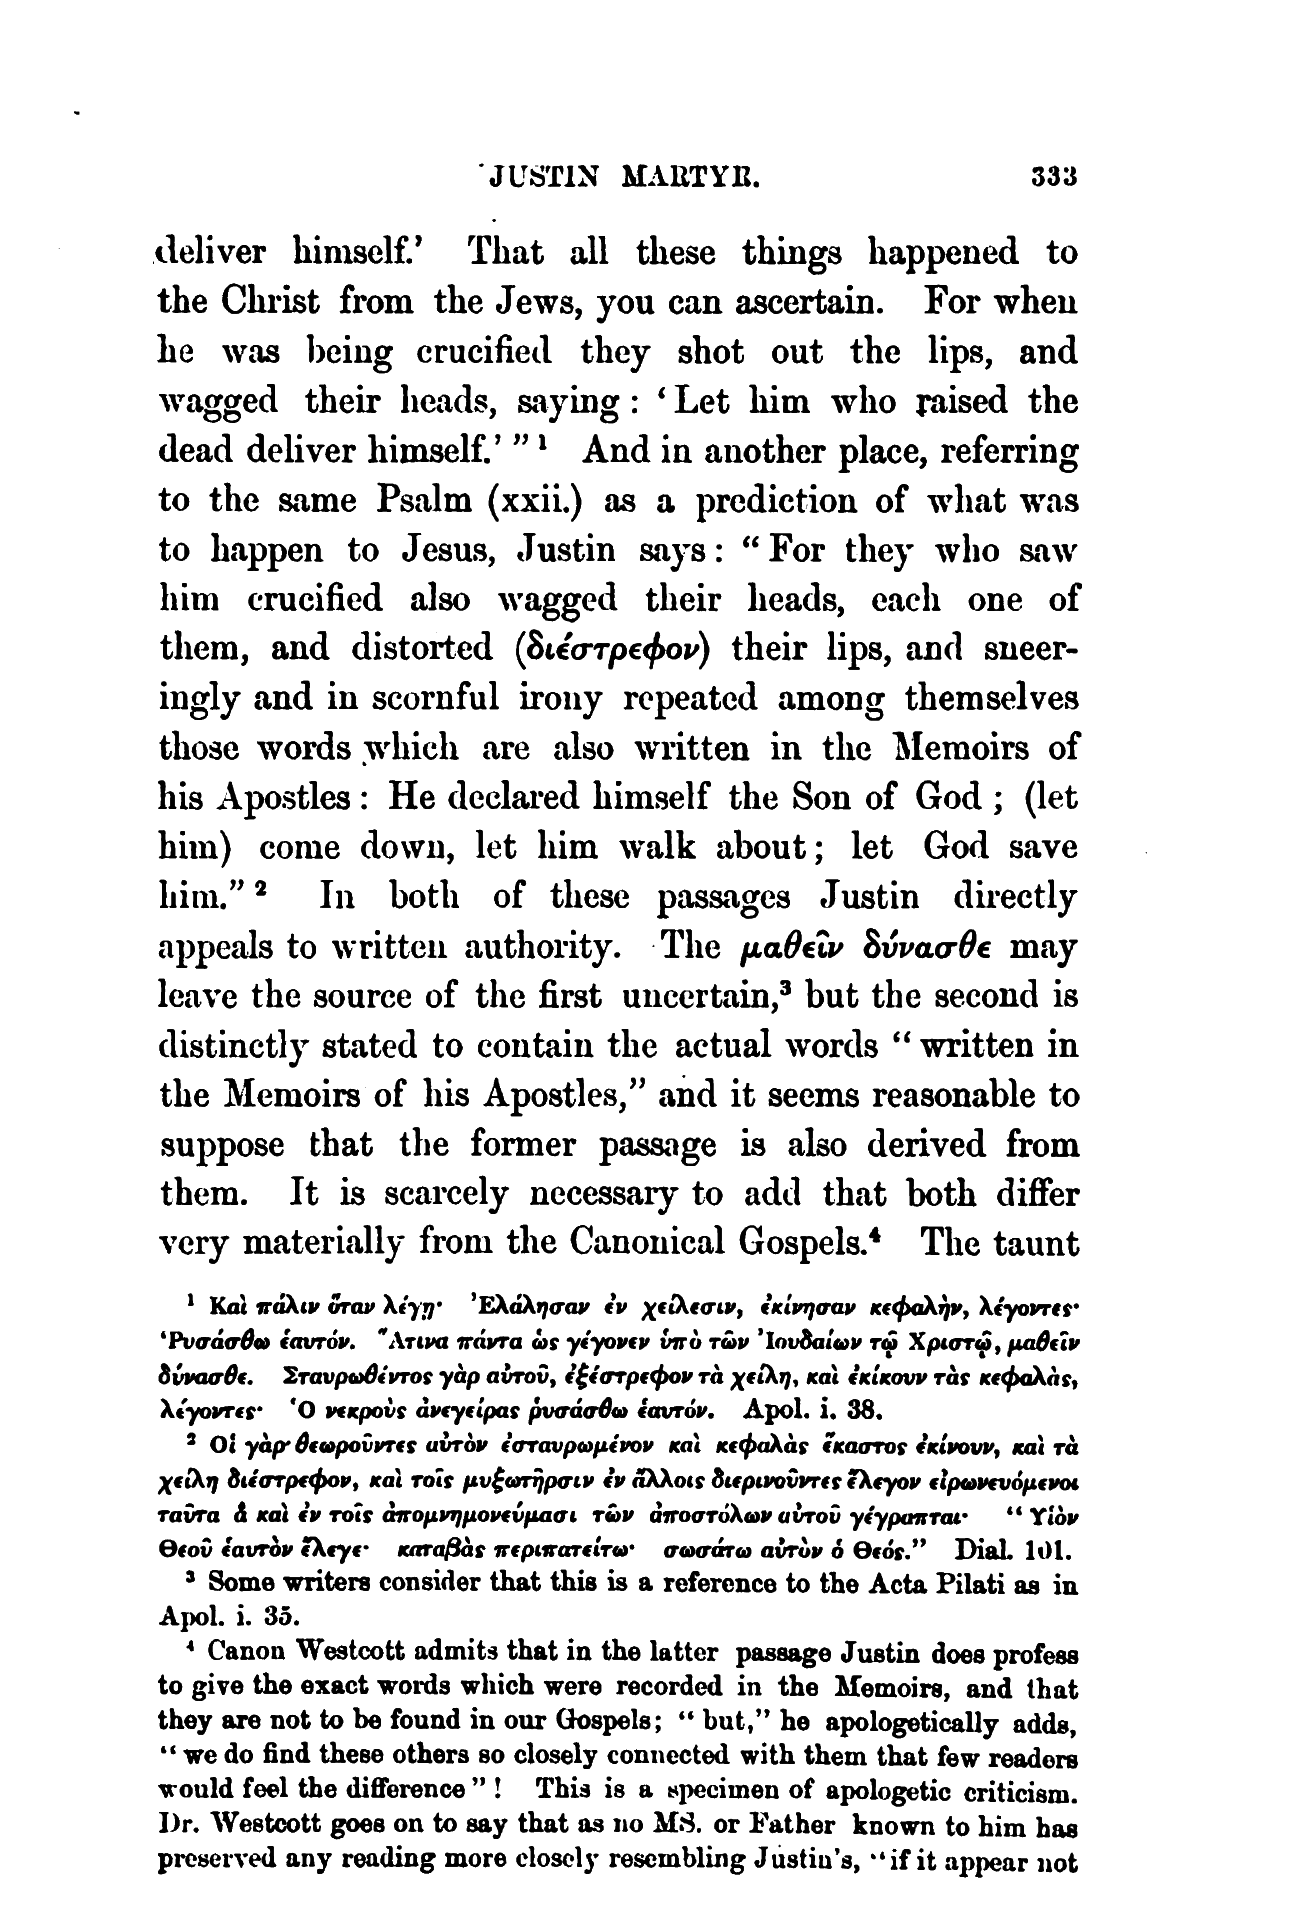 JUSTIN MARTYR. 333
deliver himself.’ That all these things happened to
the Christ from the Jews, you can ascertain. For when
he was being crucified they shot out the lips, and
wagged their heads, saying : ‘ Let him who raised the
dead deliver himself.’ ” ¹ And in another place, referring
to the same Psalm (xxii.) as a prediction of what was
to happen to Jesus, Justin says : “ For they who saw
him crucified also wagged their heads, each one of
them, and distorted (διέστρεφον) their lips, and sneer-
ingly and in scornful irony repeated among themselves
those words which are also written in the Memoirs of
his Apostles : He declared himself the Son of God ; (let
him) come down, let him walk about ; let God save
him.” ² In both of these passages Justin directly
appeals to written authority. The μαθεῖν δύνασθε may
leave the source of the first uncertain,³ but the second is
distinctly stated to contain the actual words “ written in
the Memoirs of his Apostles,” and it seems reasonable to
suppose that the former passage is also derived from
them. It is scarcely necessary to add that both differ
very materially from the Canonical Gospels.⁴ The taunt
¹ Καὶ πάλιν ὅταν λέγῃ· Ἐλάλησαν ἐν χείλεσιν, ἐκίνησαν κεφαλὴν, λέγοντες·
Ῥυσάσθω ἑαυτόν. Ἅτινα πάντα ὡς γέγονεν ὑπὸ τῶν Ἰουδαίων τῷ Χριστῷ, μαθεῖν
δύνασθε. Σταυρωθέντος γὰρ αὐτοῦ, ἐξέστρεφον τὰ χείλη, καὶ ἐκίκουν τὰς κεφαλὰς,
λέγοντες· Ὁ νεκροὺς ἀνεγείρας ῥυσάσθω ἑαυτόν. Apol. i. 38.
² Οἱ γὰρ θεωροῦντες αὐτὸν ἐσταυρωμένον καὶ κεφαλὰς ἕκαστος ἐκίνουν, καὶ τὰ
χείλη διέστρεφον, καὶ τοῖς μυξωτῆρσιν ἐν ἄλλοις διερινοῦντες ἔλεγον εἰρωνευόμενοι
ταῦτα ἃ καὶ ἐν τοῖς ἀπομνημονεύμασι τῶν ἀποστόλων αὐτοῦ γέγραπται· “ Υἱὸν
Θεοῦ ἑαυτὸν ἔλεγε· καταβὰς περιπατείτω· σωσάτω αὐτὸν ὁ Θεός.” Dial. 101.
³ Some writers consider that this is a reference to the Acta Pilati as in
Apol. i. 35.
⁴ Canon Westcott admits that in the latter passage Justin does profess
to give the exact words which were recorded in the Memoirs, and that
they are not to be found in our Gospels; “ but,” he apologetically adds,
“ we do find these others so closely connected with them that few readers
would feel the difference ” ! This is a specimen of apologetic criticism.
Dr. Westcott goes on to say that as no MS. or Father known to him has
preserved any reading more closely resembling Justin’s, “ if it appear not